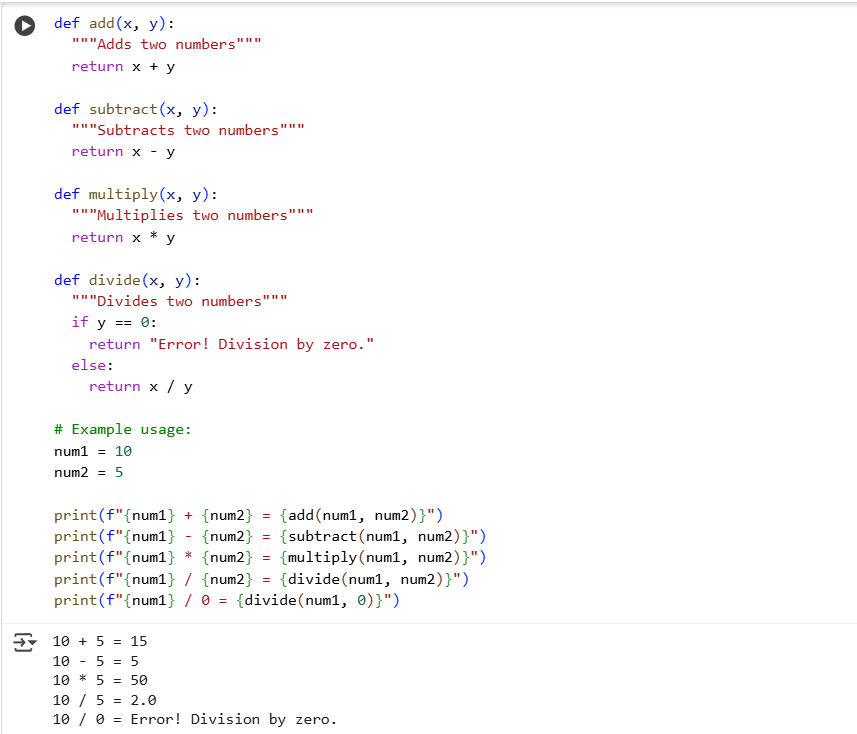 def add(x, y):
  """Adds two numbers"""
  return x + y

def subtract(x, y):
  """Subtracts two numbers"""
  return x - y

def multiply(x, y):
  """Multiplies two numbers"""
  return x * y

def divide(x, y):
  """Divides two numbers"""
  if y == 0:
    return "Error! Division by zero."
  else:
    return x / y

# Example usage:
num1 = 10
num2 = 5

print(f"{num1} + {num2} = {add(num1, num2)}")
print(f"{num1} - {num2} = {subtract(num1, num2)}")
print(f"{num1} * {num2} = {multiply(num1, num2)}")
print(f"{num1} / {num2} = {divide(num1, num2)}")
print(f"{num1} / 0 = {divide(num1, 0)}")

10 + 5 = 15
10 - 5 = 5
10 * 5 = 50
10 / 5 = 2.0
10 / 0 = Error! Division by zero.